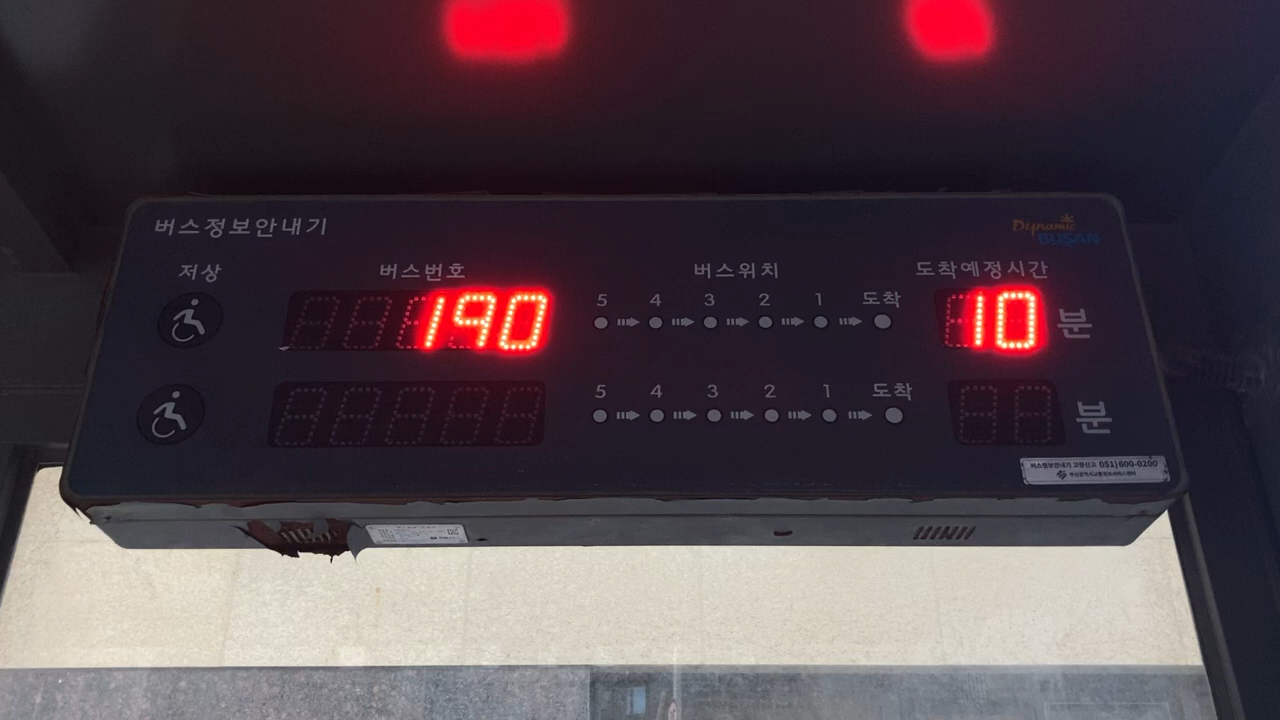 버스정보안내기
Dynamic
BUSAN
저상 버스번호 버스위치 도착예정시간
190 5 4 3 2 1 도착 10 분
5 4 3 2 1 도착 분
버스정보안내기 고장신고 051)600-0200
부산광역시교통정보서비스센터